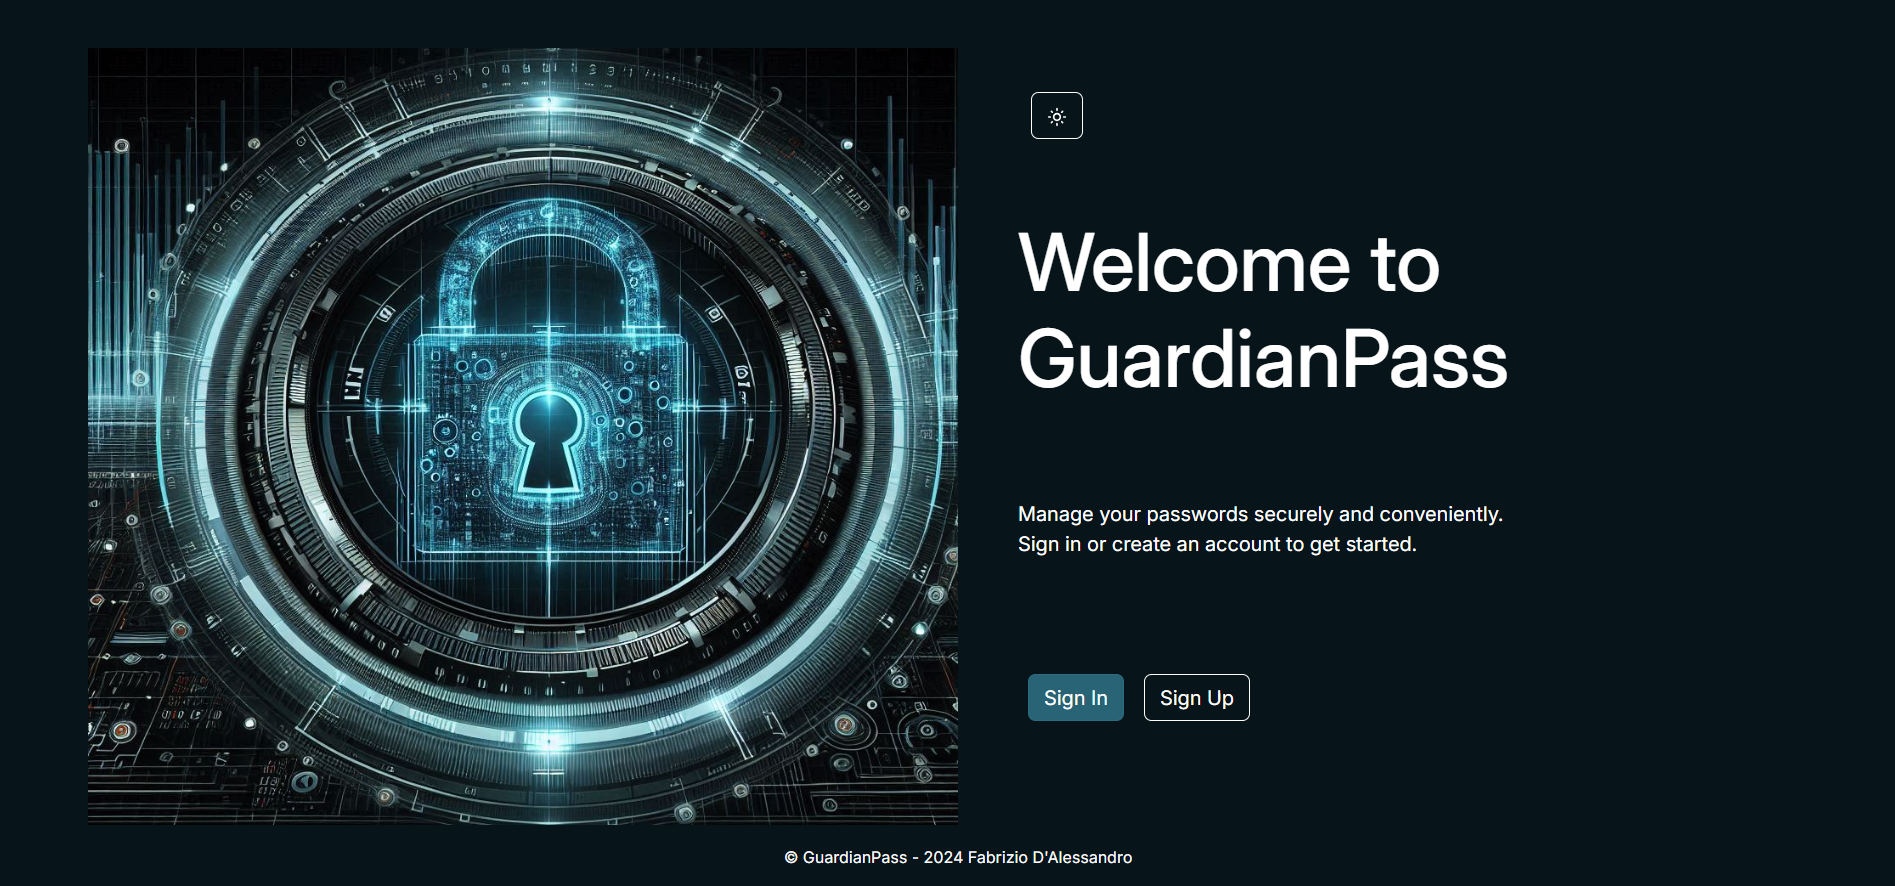 Welcome to
GuardianPass
Manage your passwords securely and conveniently.
Sign in or create an account to get started.
Sign In
Sign Up
© GuardianPass - 2024 Fabrizio D'Alessandro